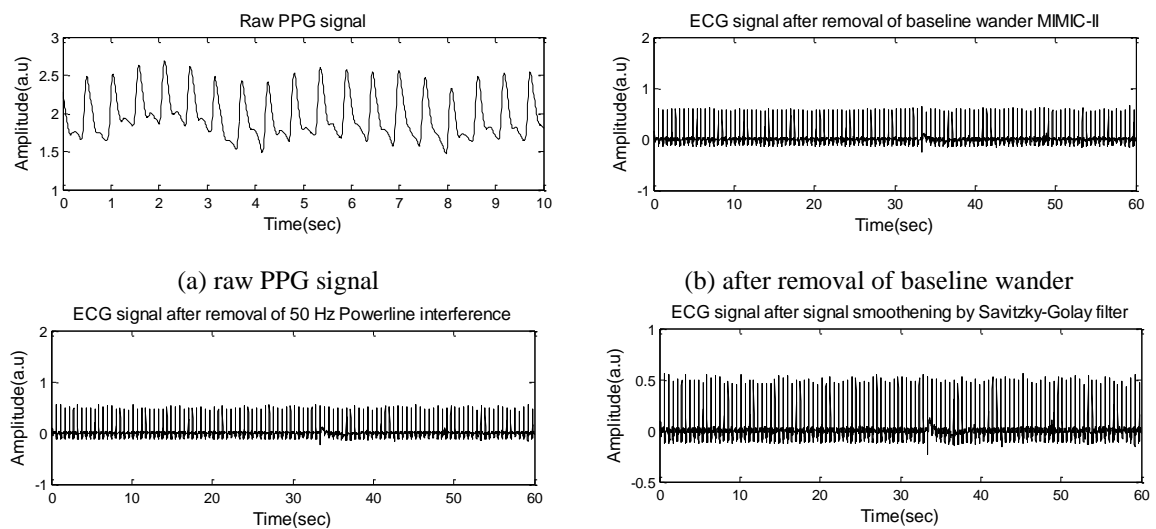 Raw PPG signal
3
2.5
2
1.5
1
Amplitude(a.u)
0 1 2 3 4 5 6 7 8 9 10
Time(sec)
ECG signal after removal of baseline wander MIMIC-II
2
1
0
-1
Amplitude(a.u)
0 10 20 30 40 50 60
Time(sec)
(a) raw PPG signal
(b) after removal of baseline wander
ECG signal after removal of 50 Hz Powerline interference
2
1
0
-1
Amplitude(a.u)
0 10 20 30 40 50 60
Time(sec)
ECG signal after signal smoothening by Savitzky-Golay filter
1
0.5
0
-0.5
Amplitude(a.u)
0 10 20 30 40 50 60
Time(sec)